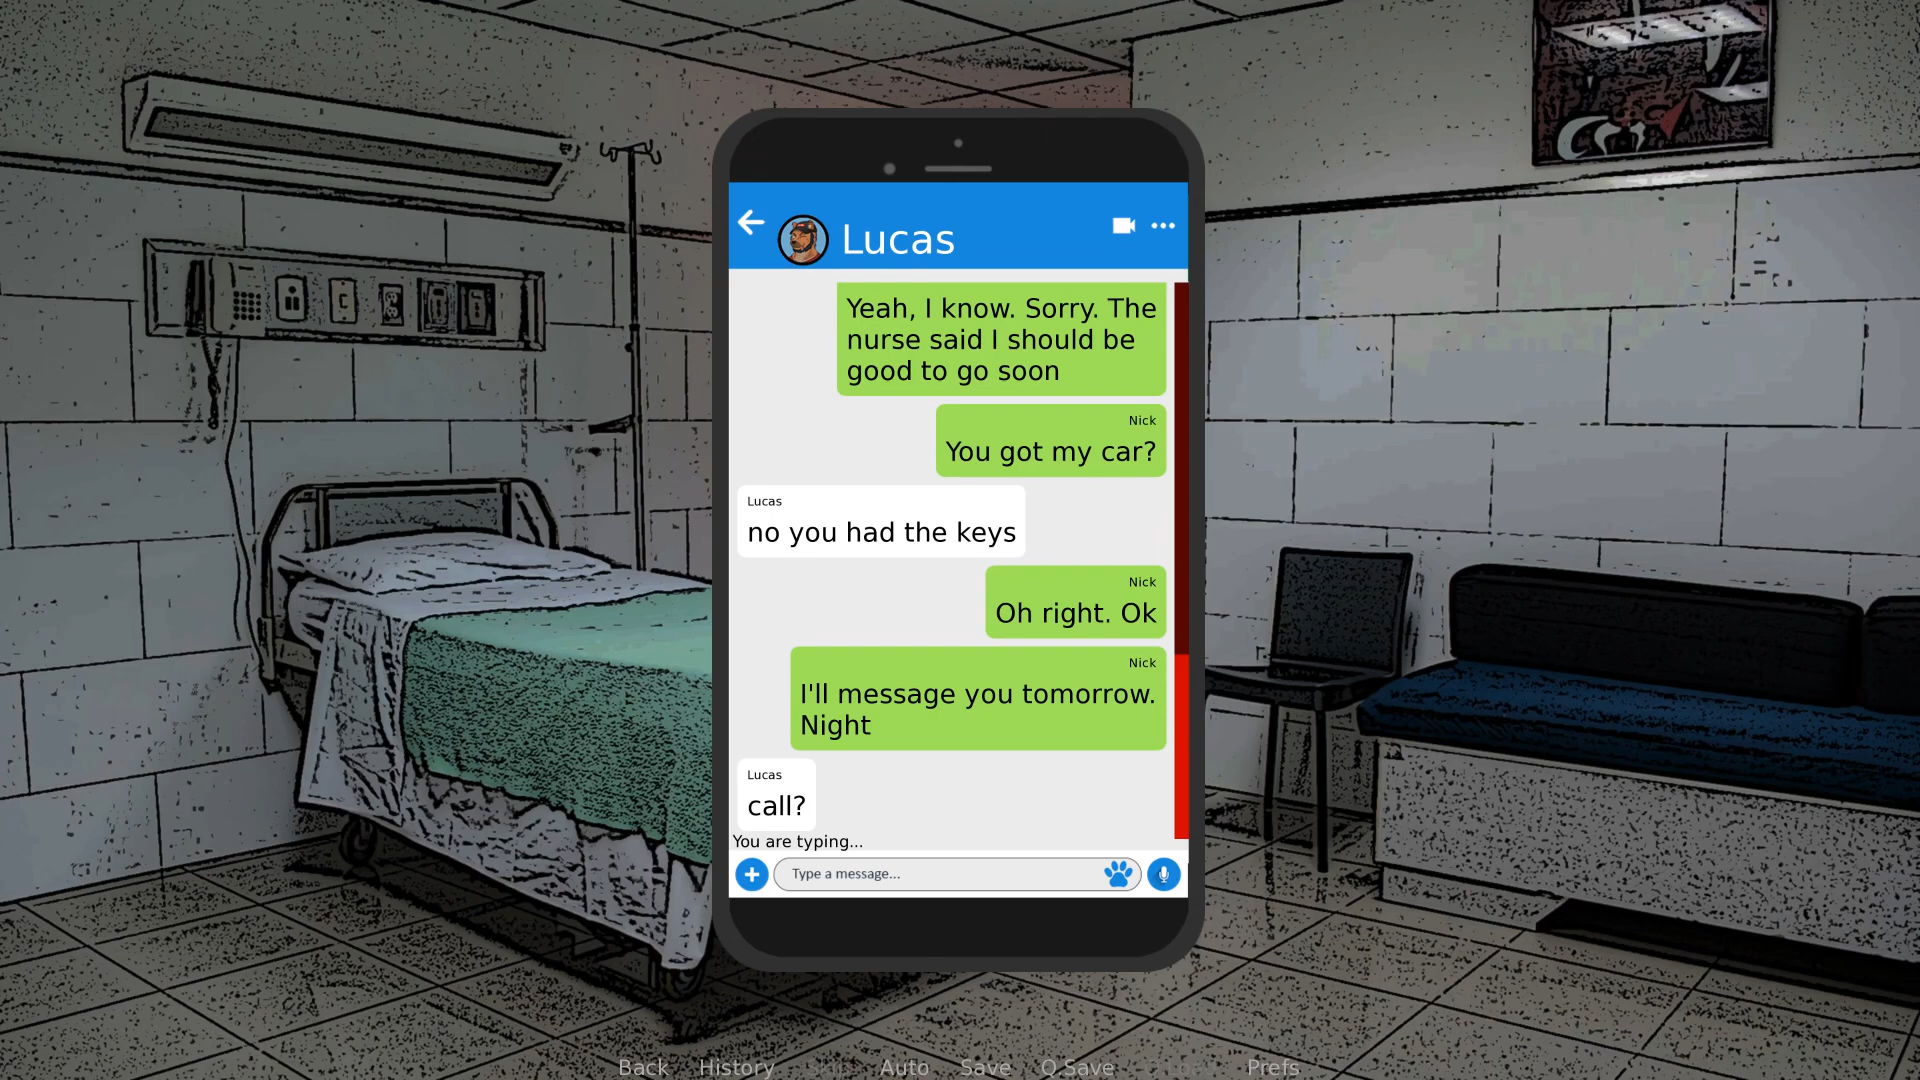 Lucas
Yeah, I know. Sorry. The
nurse said I should be
good to go soon
Nick
You got my car?
Lucas
no you had the keys
Nick
Oh right. Ok
Nick
I'll message you tomorrow.
Night
Lucas
call?
You are typing...
Type a message...
Back History Skip Auto Save Q.Save Q.Load Prefs